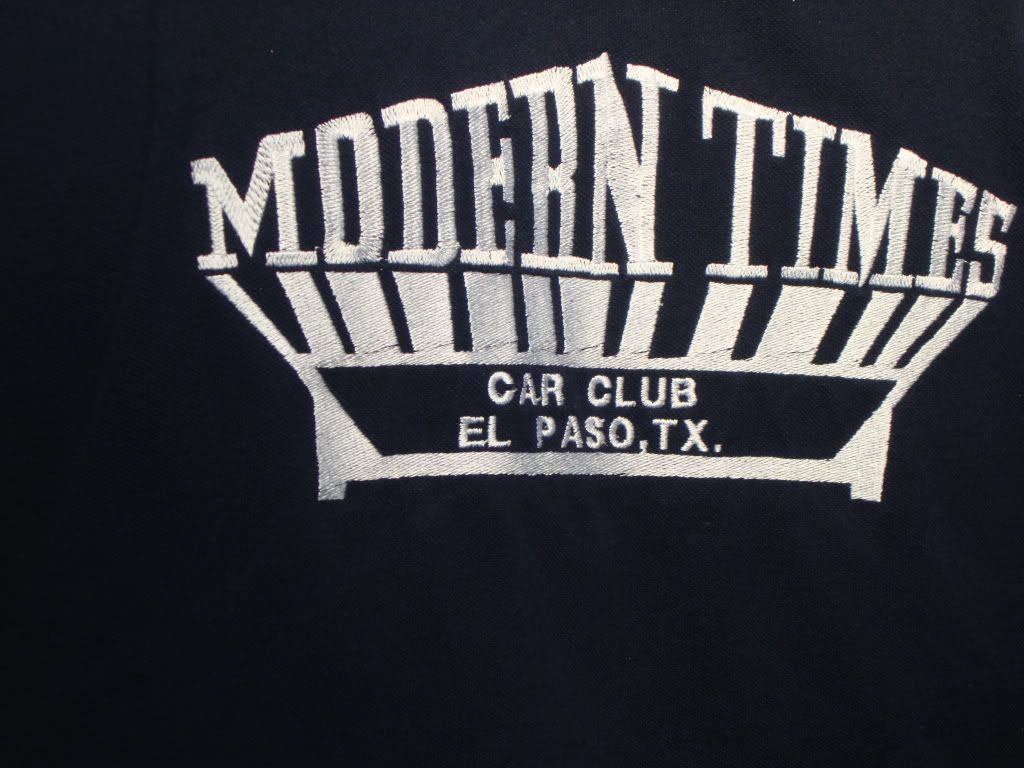 MODERN TIMES
CAR CLUB
EL PASO,TX.